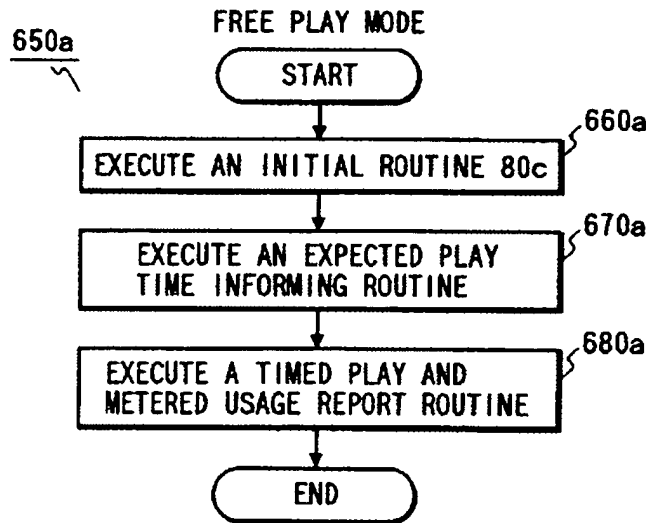 FREE PLAY MODE
650a
START
660a
EXECUTE AN INITIAL ROUTINE 80c
670a
EXECUTE AN EXPECTED PLAY
TIME INFORMING ROUTINE
680a
EXECUTE A TIMED PLAY AND
METERED USAGE REPORT ROUTINE
END